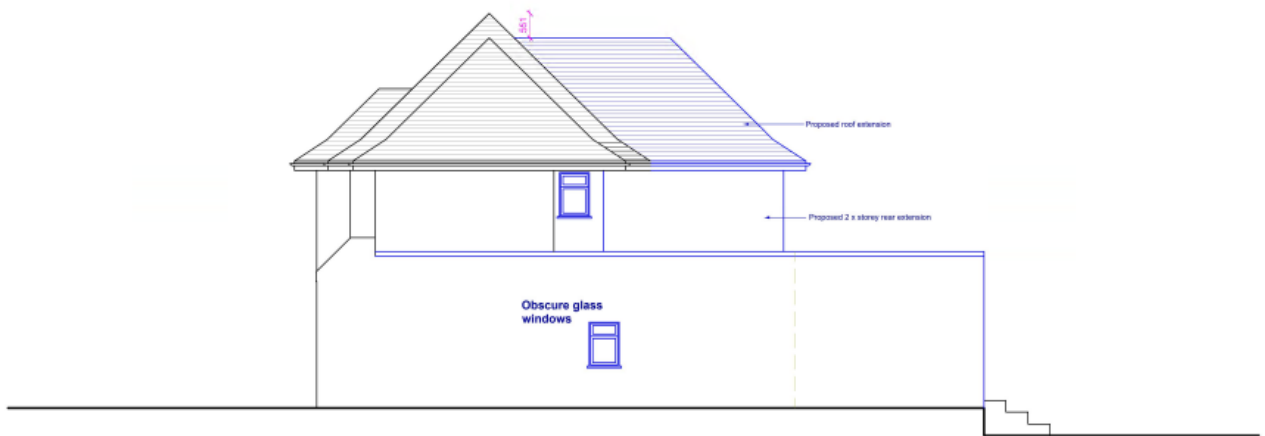 551
Proposed roof extension
Proposed 2 x storey rear extension
Obscure glass
windows